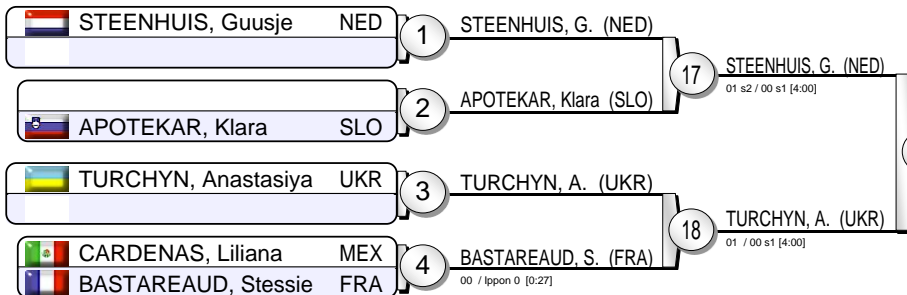 STEENHUIS, Guusje NED
1
STEENHUIS, G. (NED)
APOTEKAR, Klara SLO
2
APOTEKAR, Klara (SLO)
17
STEENHUIS, G. (NED)
01 s2 / 00 s1 [4:00]
TURCHYN, Anastasiya UKR
3
TURCHYN, A. (UKR)
CARDENAS, Liliana MEX
BASTAREAUD, Stessie FRA
4
BASTAREAUD, S. (FRA)
00 / Ippon 0 [0:27]
18
TURCHYN, A. (UKR)
01 / 00 s1 [4:00]